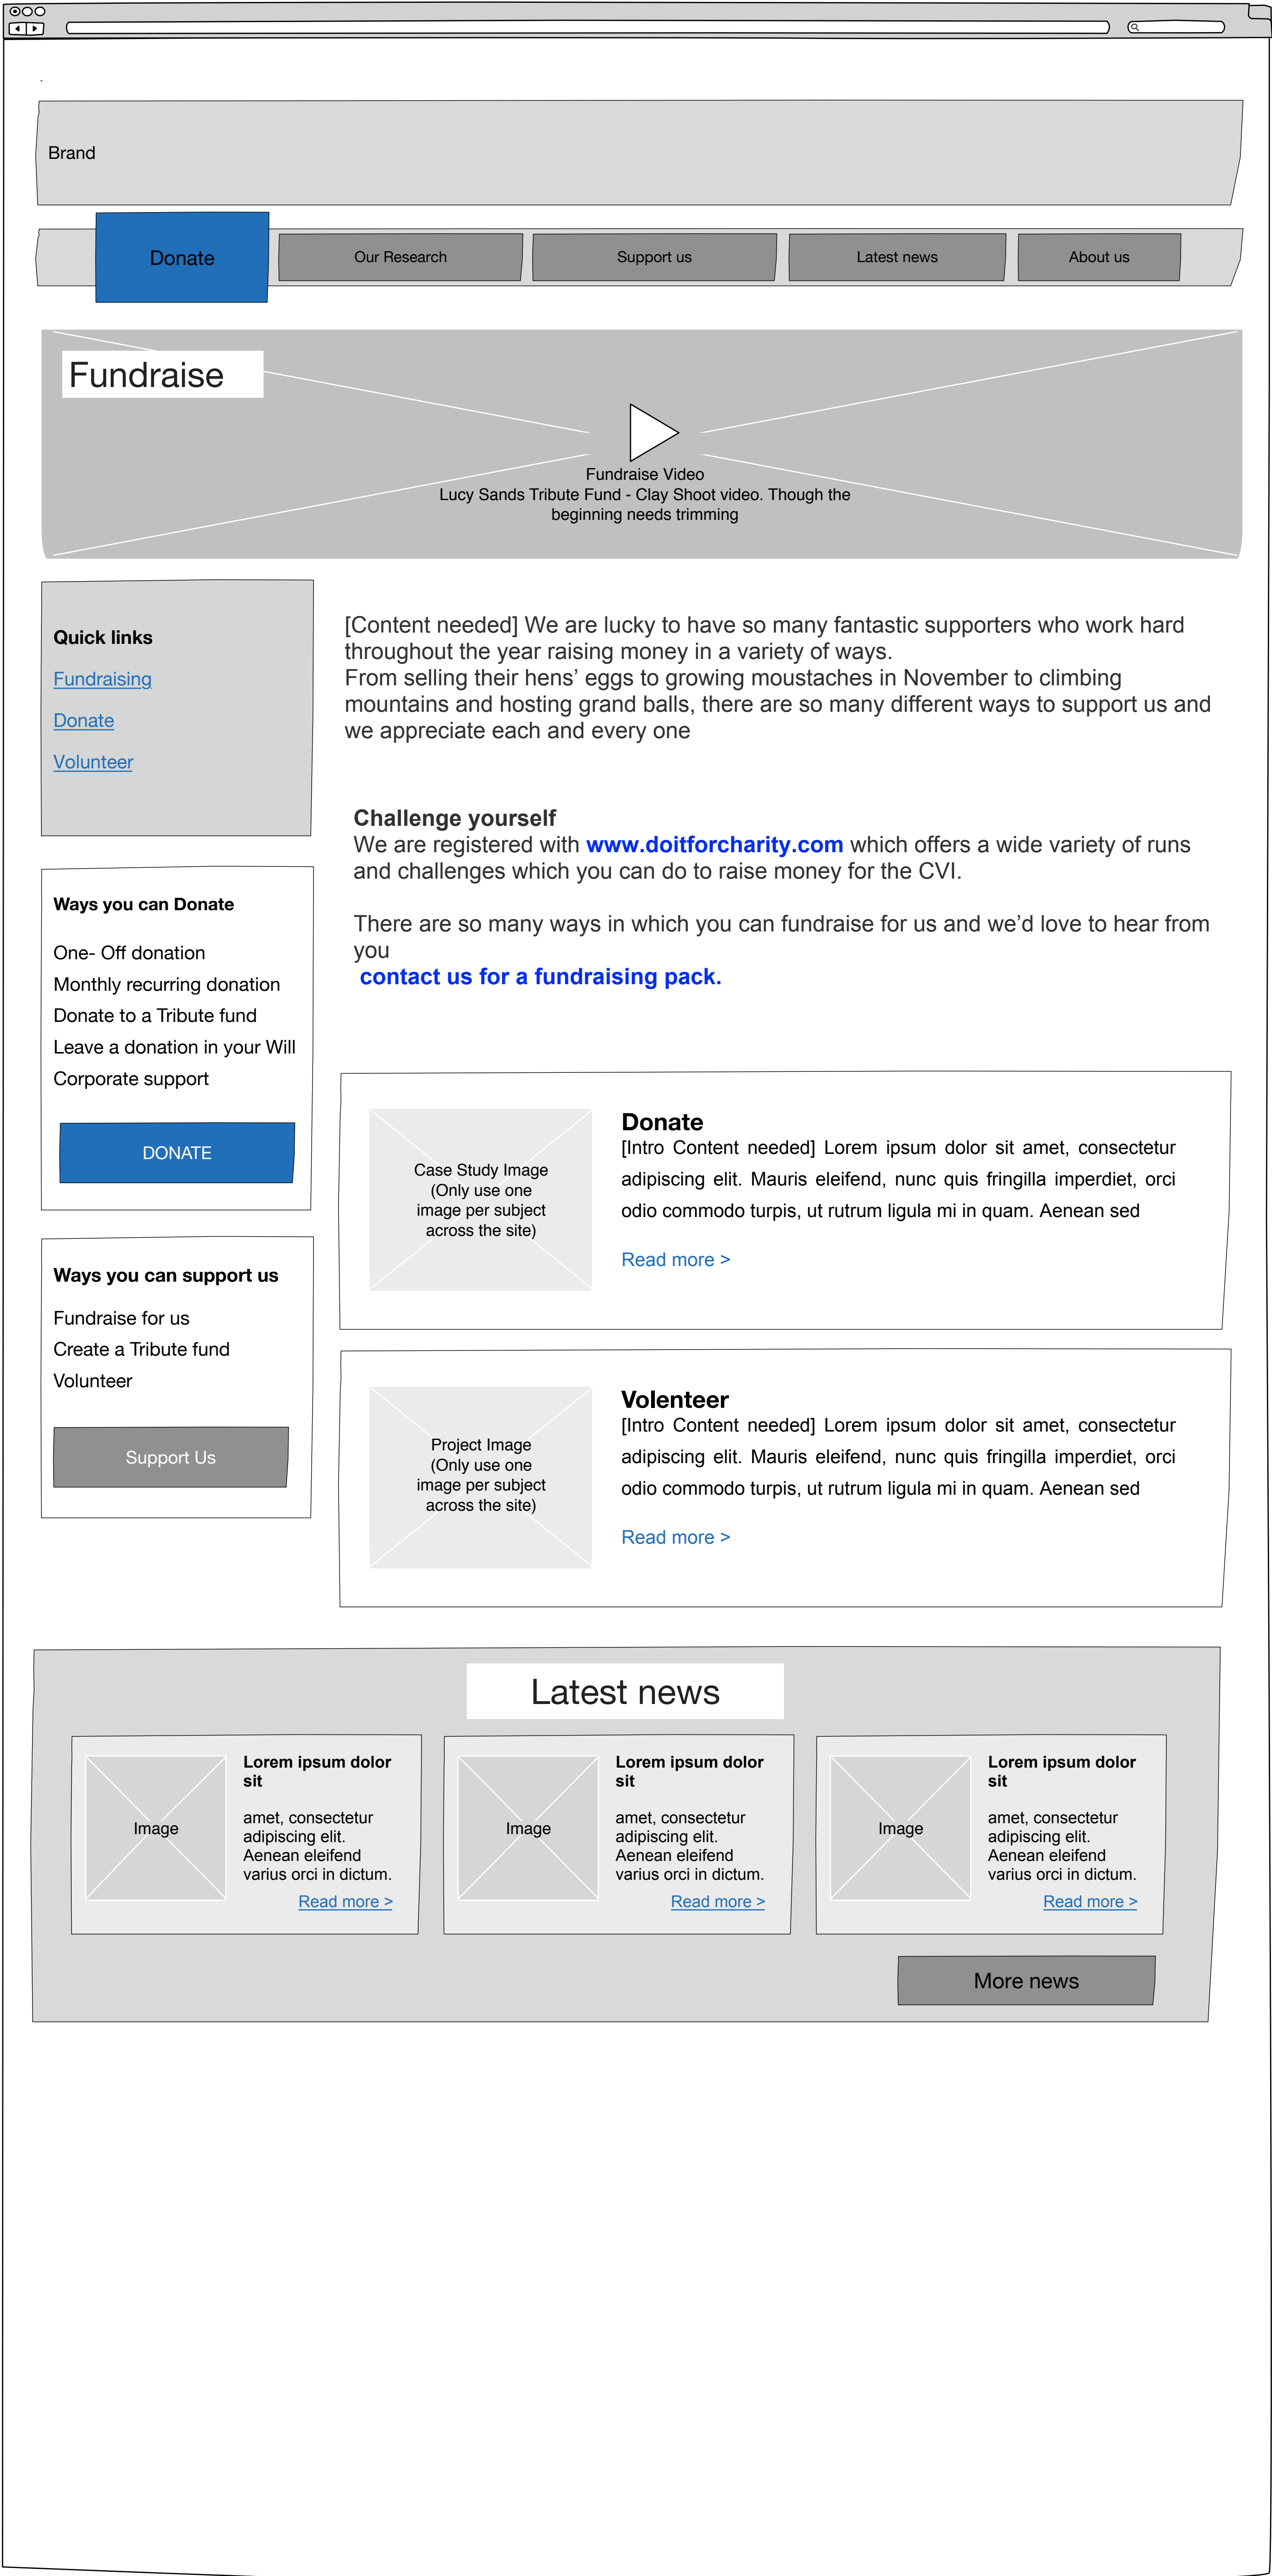 Brand
Donate
Our Research
Support us
Latest news
About us
Fundraise
Fundraise Video
Lucy Sands Tribute Fund - Clay Shoot video. Though the
beginning needs trimming
Quick links
Fundraising
Donate
Volunteer
[Content needed] We are lucky to have so many fantastic supporters who work hard
throughout the year raising money in a variety of ways.
From selling their hens’ eggs to growing moustaches in November to climbing
mountains and hosting grand balls, there are so many different ways to support us and
we appreciate each and every one
Challenge yourself
We are registered with www.doitforcharity.com which offers a wide variety of runs
and challenges which you can do to raise money for the CVI.
There are so many ways in which you can fundraise for us and we’d love to hear from
you
contact us for a fundraising pack.
Ways you can Donate
One- Off donation
Monthly recurring donation
Donate to a Tribute fund
Leave a donation in your Will
Corporate support
DONATE
Ways you can support us
Fundraise for us
Create a Tribute fund
Volunteer
Support Us
Case Study Image
(Only use one
image per subject
across the site)
Donate
[Intro Content needed] Lorem ipsum dolor sit amet, consectetur
adipiscing elit. Mauris eleifend, nunc quis fringilla imperdiet, orci
odio commodo turpis, ut rutrum ligula mi in quam. Aenean sed
Read more >
Project Image
(Only use one
image per subject
across the site)
Volenteer
[Intro Content needed] Lorem ipsum dolor sit amet, consectetur
adipiscing elit. Mauris eleifend, nunc quis fringilla imperdiet, orci
odio commodo turpis, ut rutrum ligula mi in quam. Aenean sed
Read more >
Latest news
Image
Lorem ipsum dolor
sit
amet, consectetur
adipiscing elit.
Aenean eleifend
varius orci in dictum.
Read more >
Image
Lorem ipsum dolor
sit
amet, consectetur
adipiscing elit.
Aenean eleifend
varius orci in dictum.
Read more >
Image
Lorem ipsum dolor
sit
amet, consectetur
adipiscing elit.
Aenean eleifend
varius orci in dictum.
Read more >
More news